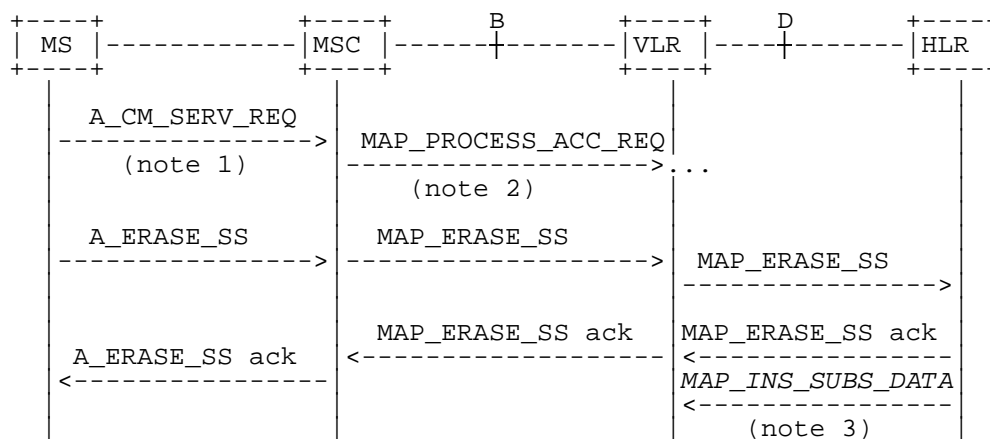 B D
MS MSC VLR HLR
A_CM_SERV_REQ
MAP_PROCESS_ACC_REQ
(note 1) ...
(note 2)
A_ERASE_SS MAP_ERASE_SS
MAP_ERASE_SS
MAP_ERASE_SS ack MAP_ERASE_SS ack
A_ERASE_SS ack
MAP_INS_SUBS_DATA
(note 3)